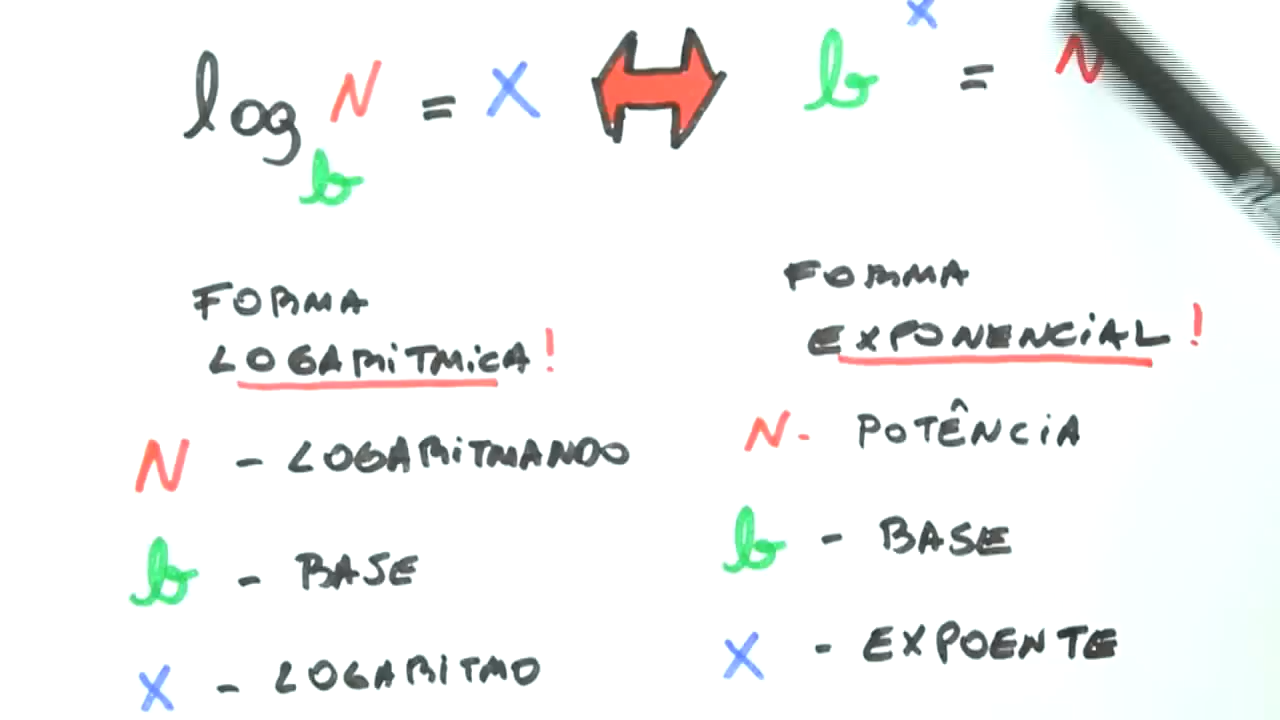 log_b N = X ⇔ b^x = N
FORMA
LOGARiTMiCA!
N - LOGARiTMANDO
b - BASE
X - LOGARiTMO
FORMA
EXPONENCiAL!
N - POTÊNCiA
b - BASE
X - EXPOENTE